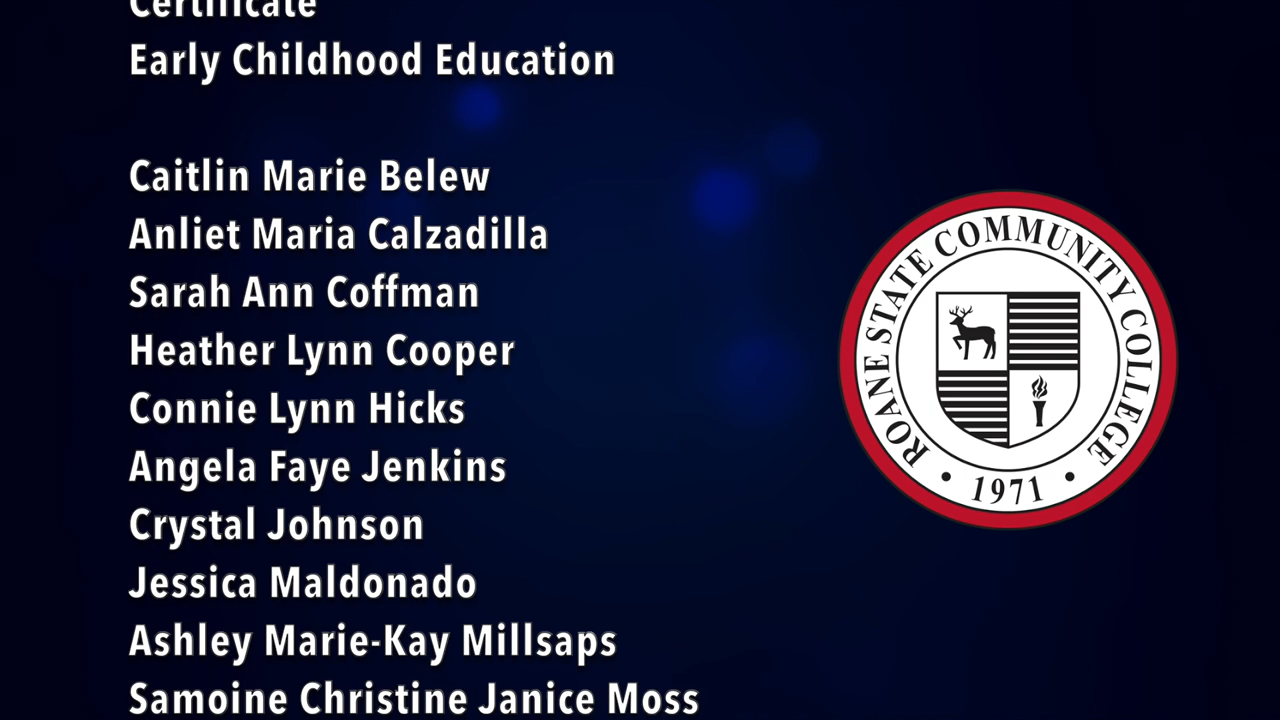 Certificate
Early Childhood Education
Caitlin Marie Belew
Anliet Maria Calzadilla
Sarah Ann Coffman
Heather Lynn Cooper
Connie Lynn Hicks
Angela Faye Jenkins
Crystal Johnson
Jessica Maldonado
Ashley Marie-Kay Millsaps
Samoine Christine Janice Moss
ROANE STATE COMMUNITY COLLEGE
• 1971 •